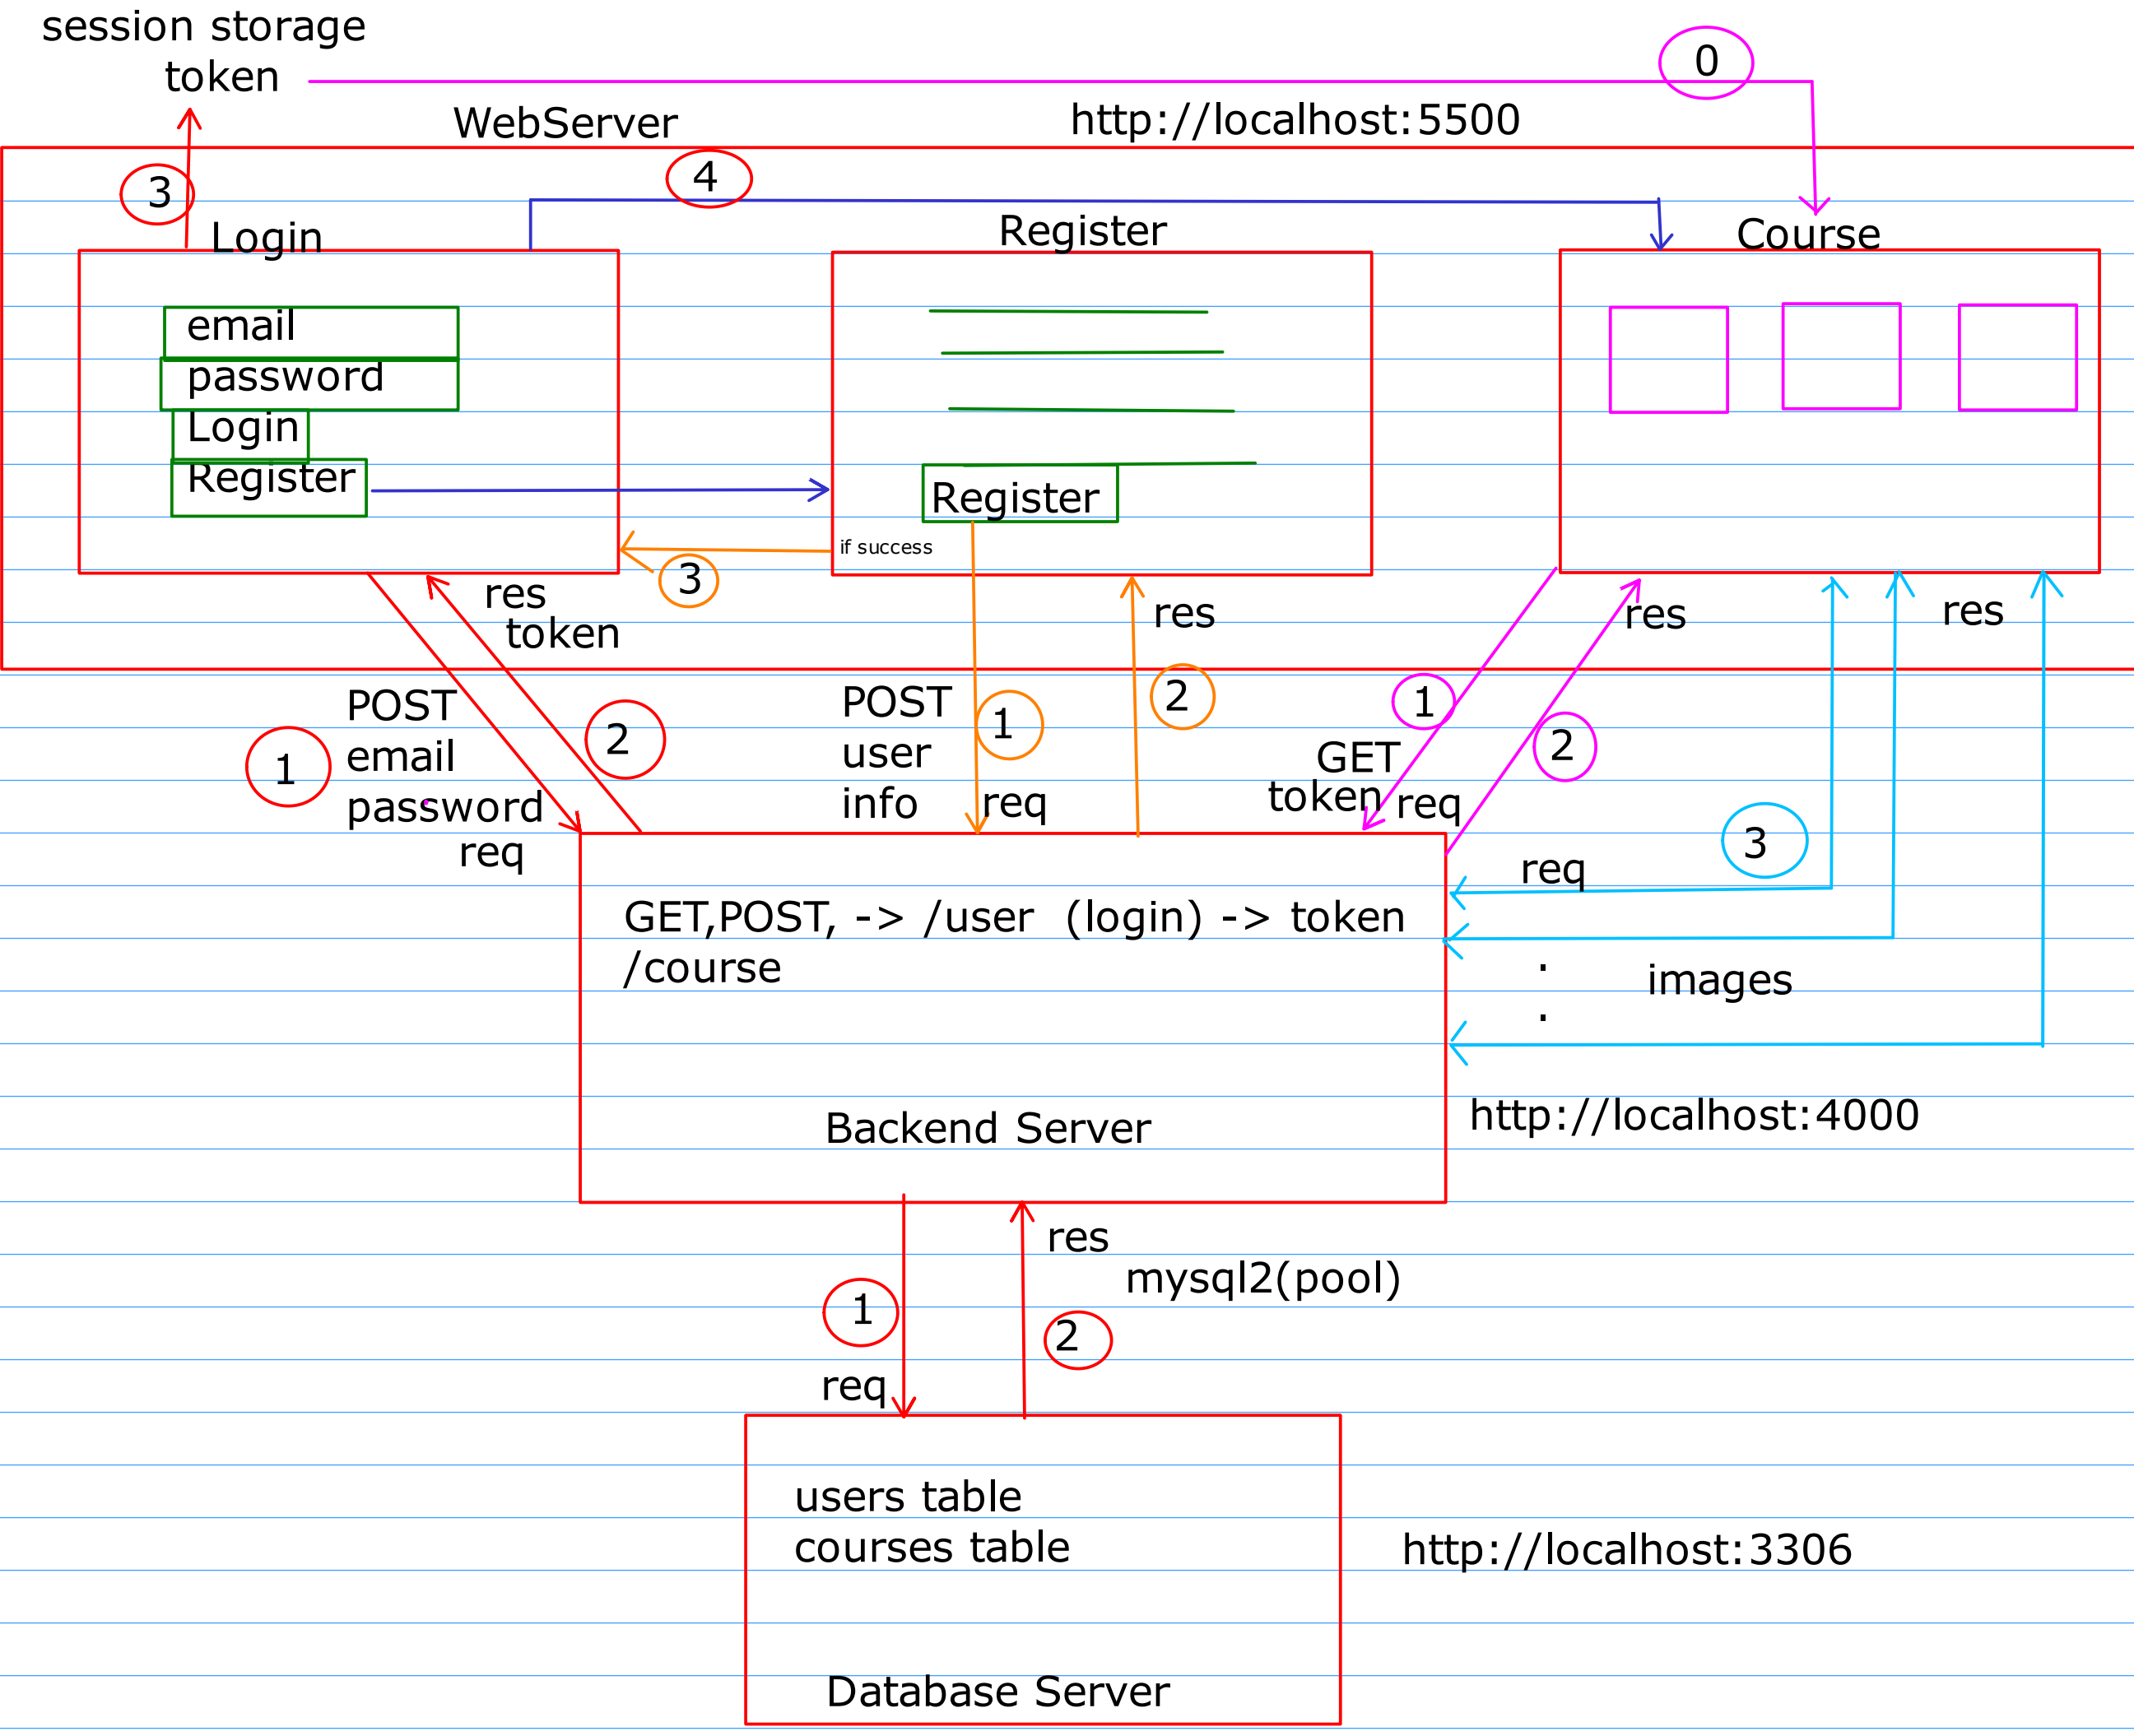 session storage
token
0
WebServer
http://localhost:5500
3
4
Login
Register
Course
email
password
Login
Register
Register
if success
3
res
token
res
res
res
POST
email
password
req
1
2
POST
user
info
1
req
2
1
GET
token
req
2
3
req
GET,POST, -> /user (login) -> token
/course
.
.
images
Backend Server
http://localhost:4000
res
mysql2(pool)
1
2
req
users table
courses table
http://localhost:3306
Database Server